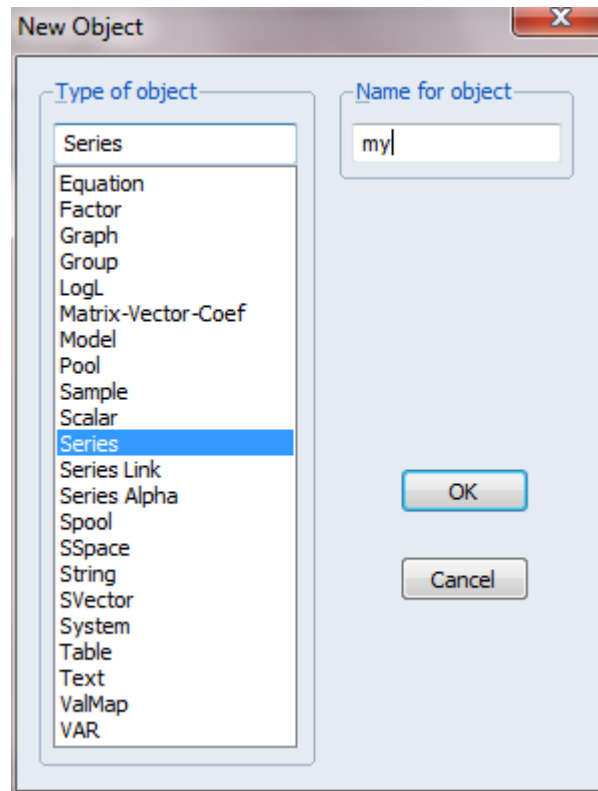 New Object
x
Type of object
Series
Equation
Factor
Graph
Group
LogL
Matrix-Vector-Coef
Model
Pool
Sample
Scalar
Series
Series Link
Series Alpha
Spool
SSpace
String
SVector
System
Table
Text
ValMap
VAR
Name for object
my
OK
Cancel